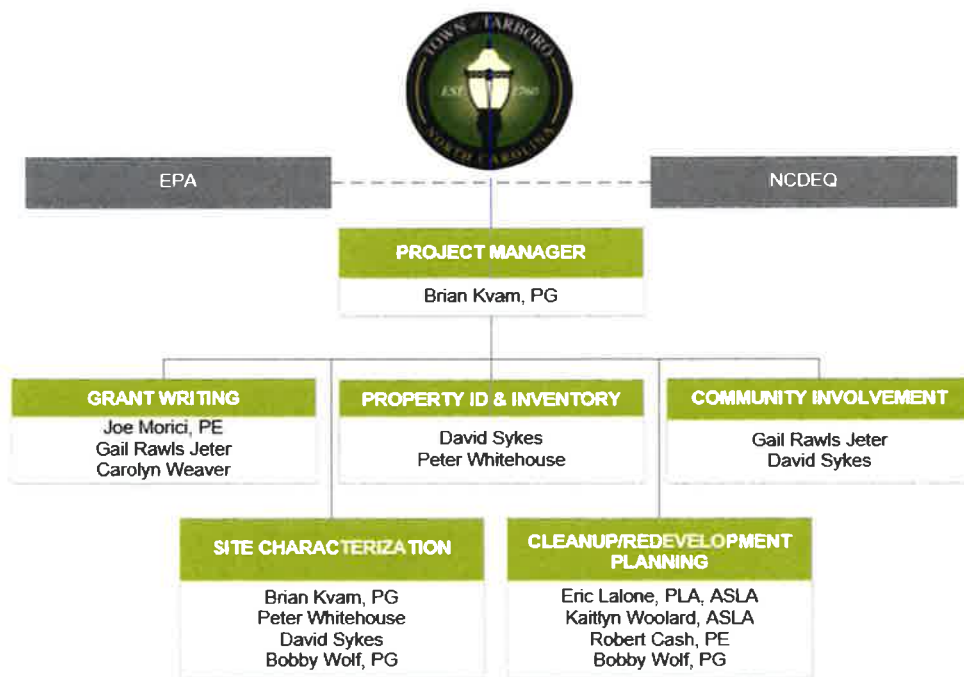 TOWN OF TARBORO
EST. 1760
NORTH CAROLINA
EPA
NCDEQ
PROJECT MANAGER
Brian Kvam, PG
GRANT WRITING
Joe Morici, PE
Gail Rawls Jeter
Carolyn Weaver
PROPERTY ID & INVENTORY
David Sykes
Peter Whitehouse
COMMUNITY INVOLVEMENT
Gail Rawls Jeter
David Sykes
SITE CHARACTERIZATION
Brian Kvam, PG
Peter Whitehouse
David Sykes
Bobby Wolf, PG
CLEANUP/REDEVELOPMENT
PLANNING
Eric Lalone, PLA, ASLA
Kaitlyn Woolard, ASLA
Robert Cash, PE
Bobby Wolf, PG